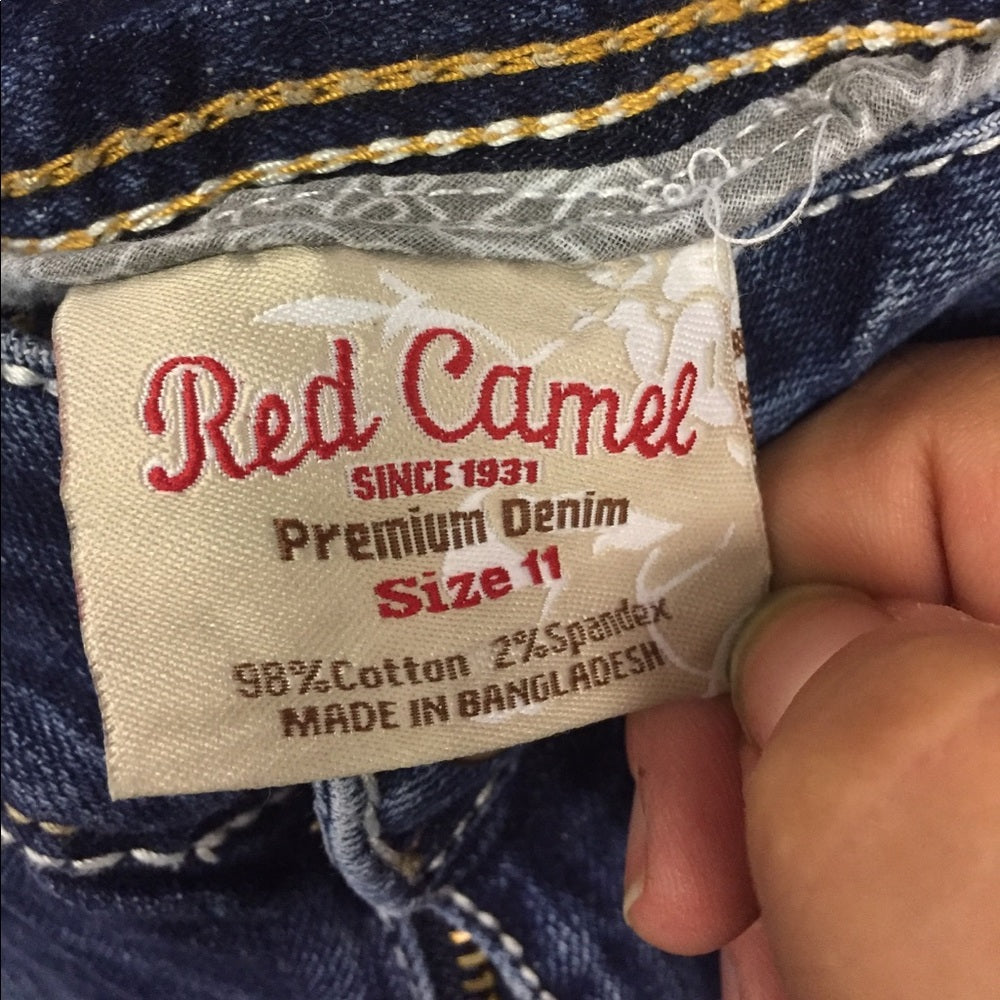 Red Camel
SINCE 1931
Premium Denim
Size 11
98%Cotton 2%Spandex
MADE IN BANGLADESH